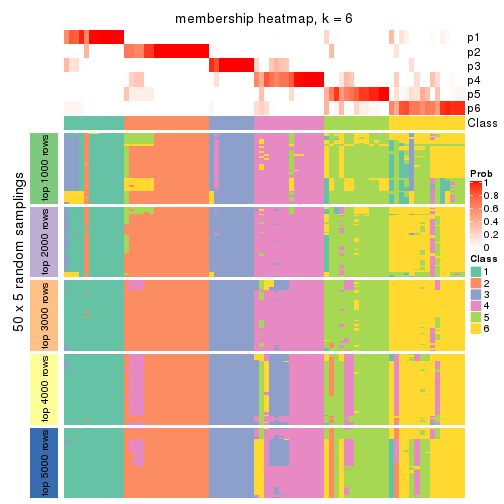 membership heatmap, k = 6
p1
p2
p3
p4
p5
p6
Class
50 x 5 random samplings
top 1000 rows
top 2000 rows
top 3000 rows
top 4000 rows
top 5000 rows
Prob
1
0.8
0.6
0.4
0.2
0
Class
1
2
3
4
5
6